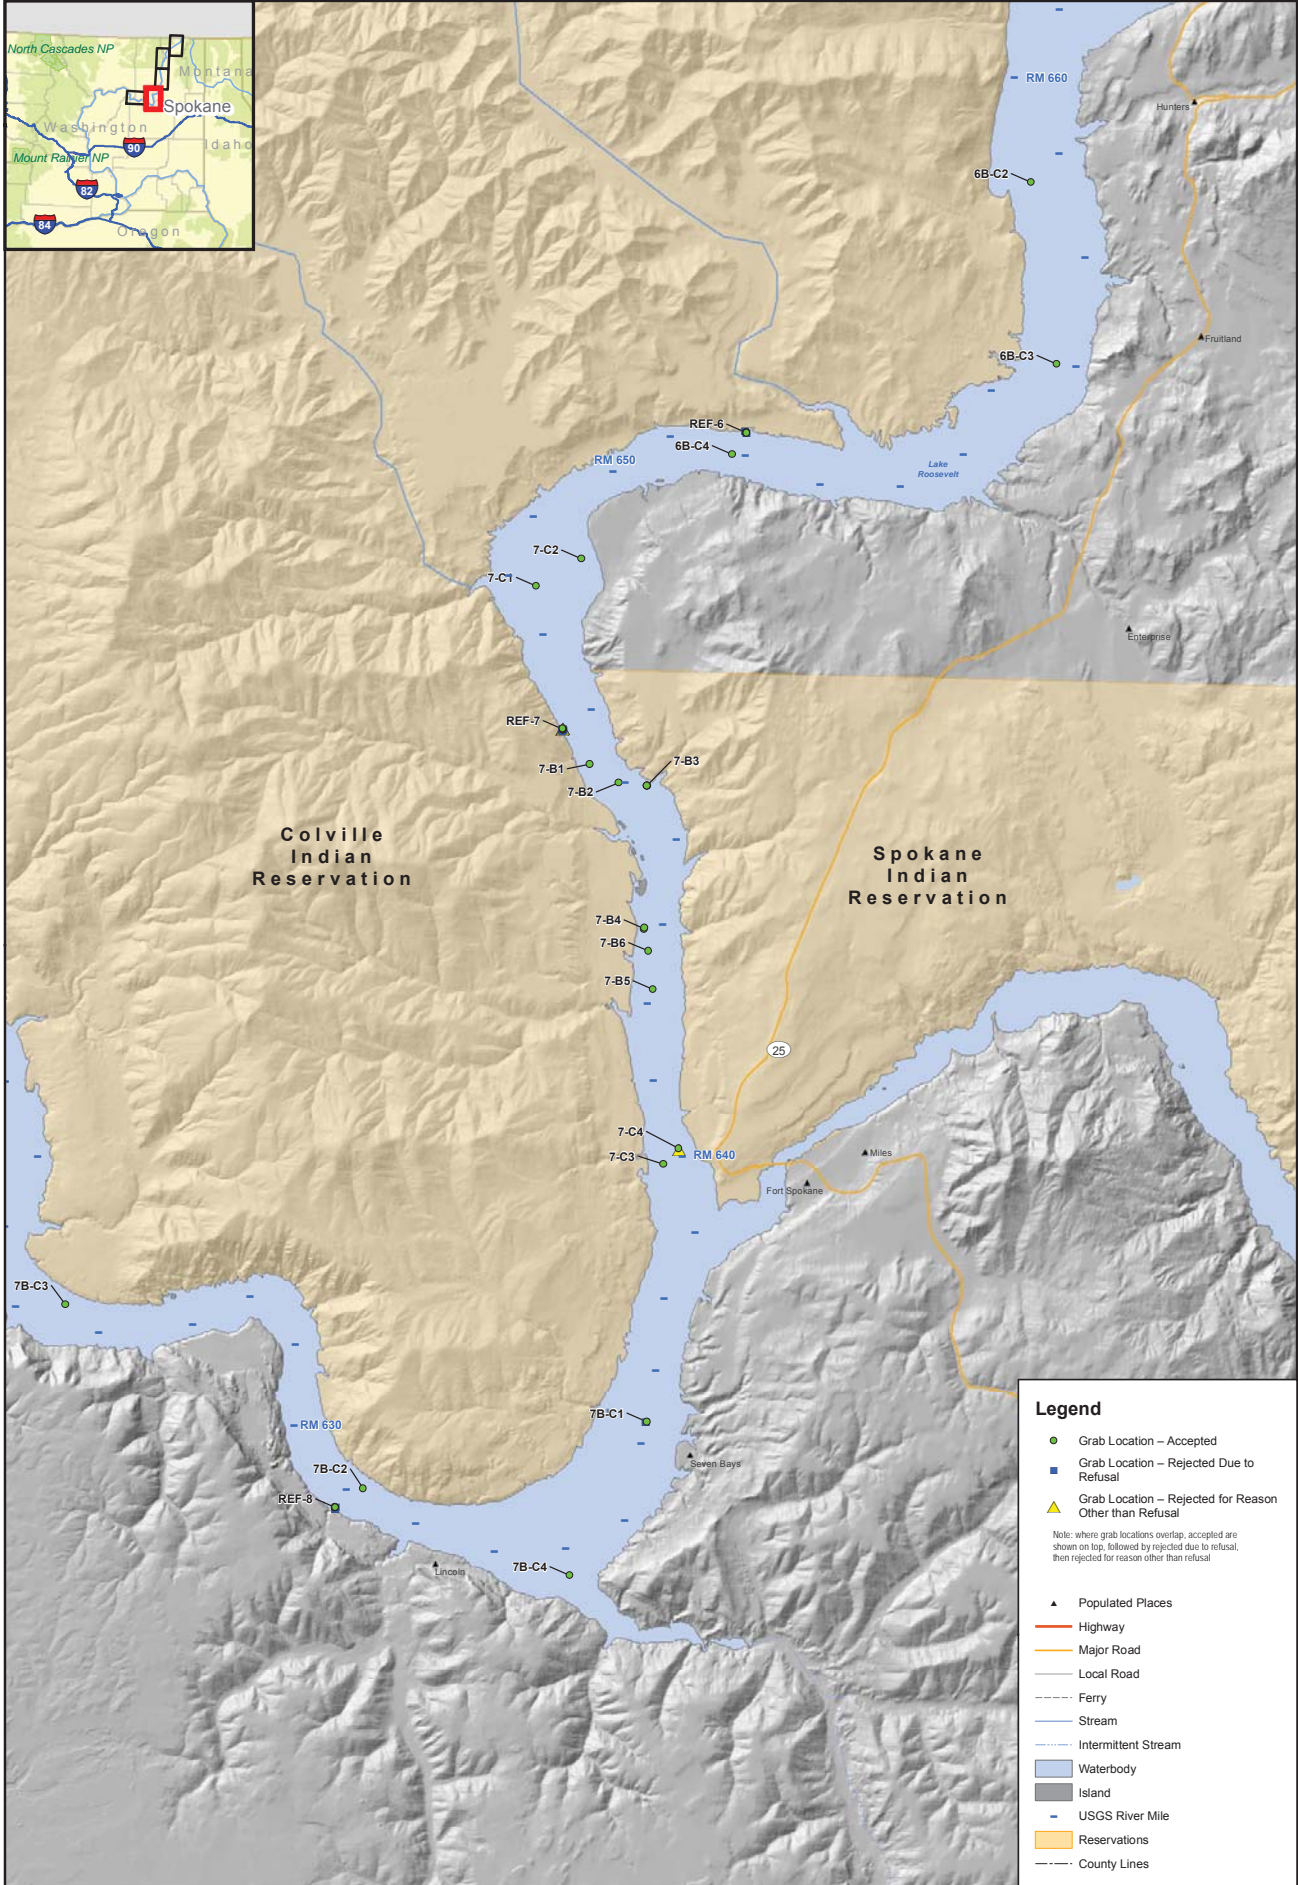 North Cascades NP
Montana
Spokane
Washington
Idaho
90
Mount Rainier NP
82
84
Oregon
RM 660
Hunters
6B-C2
Fruitland
6B-C3
REF-6
6B-C4
RM 650
Lake
Roosevelt
7-C2
7-C1
Enterprise
REF-7
7-B1
7-B3
7-B2
Colville
Indian
Reservation
Spokane
Indian
Reservation
7-B4
7-B6
7-B5
25
7-C4
RM 640
7-C3
Miles
Fort Spokane
7B-C3
7B-C1
RM 630
Seven Bays
7B-C2
REF-8
7B-C4
Lincoln
Legend
Grab Location – Accepted
Grab Location – Rejected Due to
Refusal
Grab Location – Rejected for Reason
Other than Refusal
Note: where grab locations overlap, accepted are
shown on top, followed by rejected due to refusal,
then rejected for reason other than refusal
Populated Places
Highway
Major Road
Local Road
Ferry
Stream
Intermittent Stream
Waterbody
Island
USGS River Mile
Reservations
County Lines